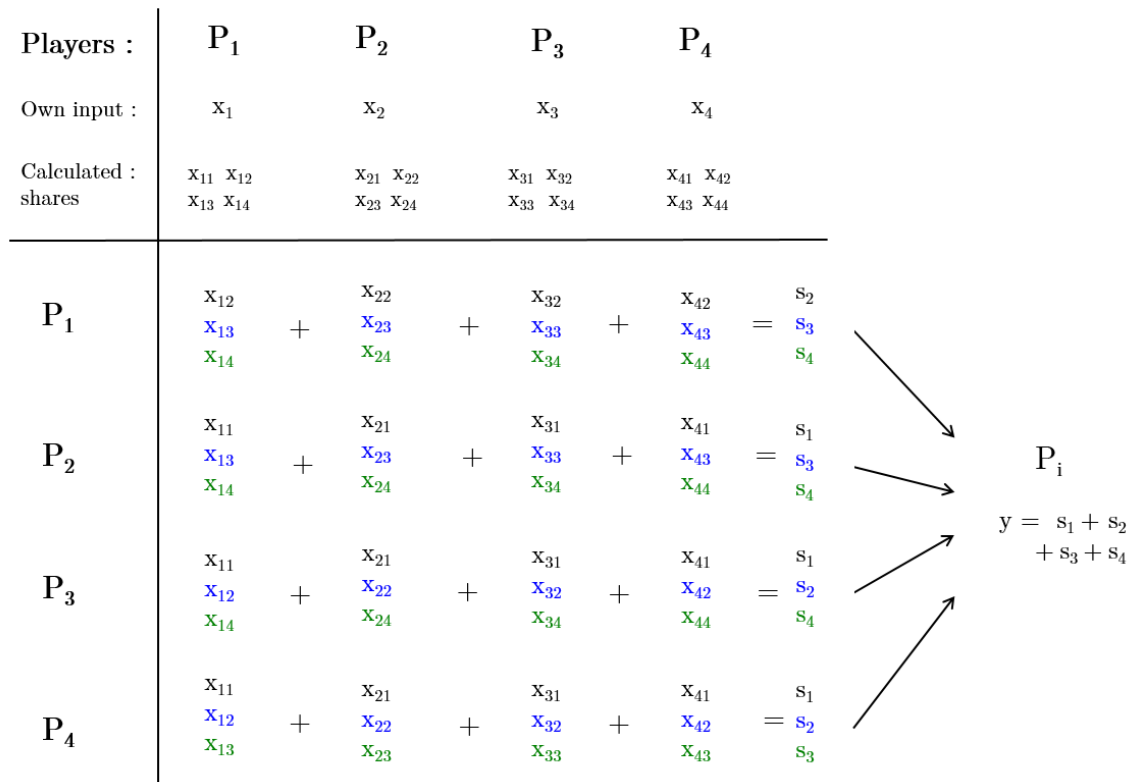 Players : P₁ P₂ P₃ P₄
Own input : x₁ x₂ x₃ x₄
Calculated : x₁₁ x₁₂ x₂₁ x₂₂ x₃₁ x₃₂ x₄₁ x₄₂
shares x₁₃ x₁₄ x₂₃ x₂₄ x₃₃ x₃₄ x₄₃ x₄₄
x₁₂ x₂₂ x₃₂ x₄₂ s₂
P₁ x₁₃ + x₂₃ + x₃₃ + x₄₃ = s₃
x₁₄ x₂₄ x₃₄ x₄₄ s₄
x₁₁ x₂₁ x₃₁ x₄₁ s₁
P₂ x₁₃ + x₂₃ + x₃₃ + x₄₃ = s₃
x₁₄ x₂₄ x₃₄ x₄₄ s₄
x₁₁ x₂₁ x₃₁ x₄₁ s₁
P₃ x₁₂ + x₂₂ + x₃₂ + x₄₂ = s₂
x₁₄ x₂₄ x₃₄ x₄₄ s₄
x₁₁ x₂₁ x₃₁ x₄₁ s₁
P₄ x₁₂ + x₂₂ + x₃₂ + x₄₂ = s₂
x₁₃ x₂₃ x₃₃ x₄₃ s₃
Pᵢ
y = s₁ + s₂
+ s₃ + s₄